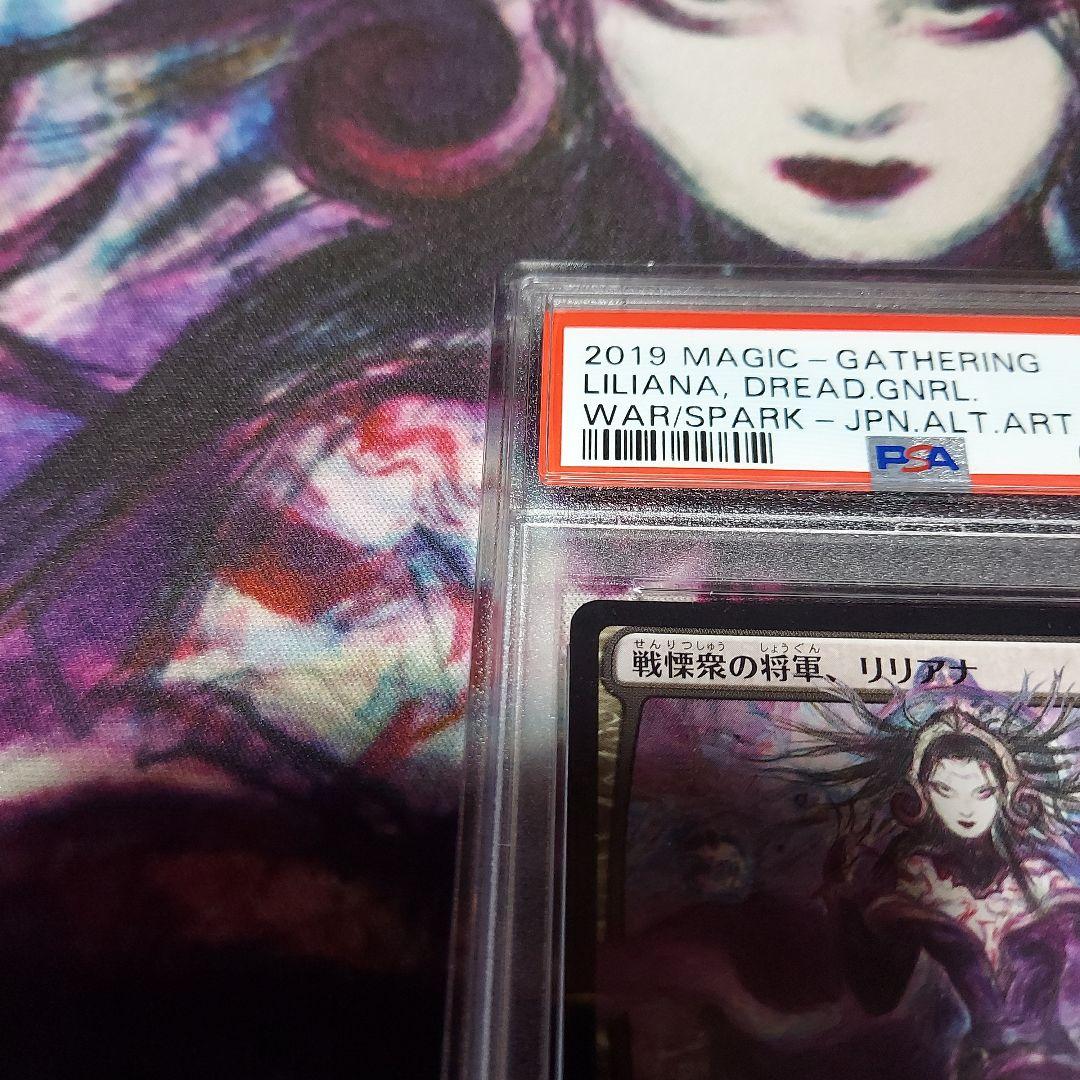 2019 MAGIC - GATHERING
LILIANA, DREAD.GNRL.
WAR/SPARK - JPN.ALT.ART
PSA
せんりつしゅう しょうぐん
戦慄衆の将軍、リリアナ